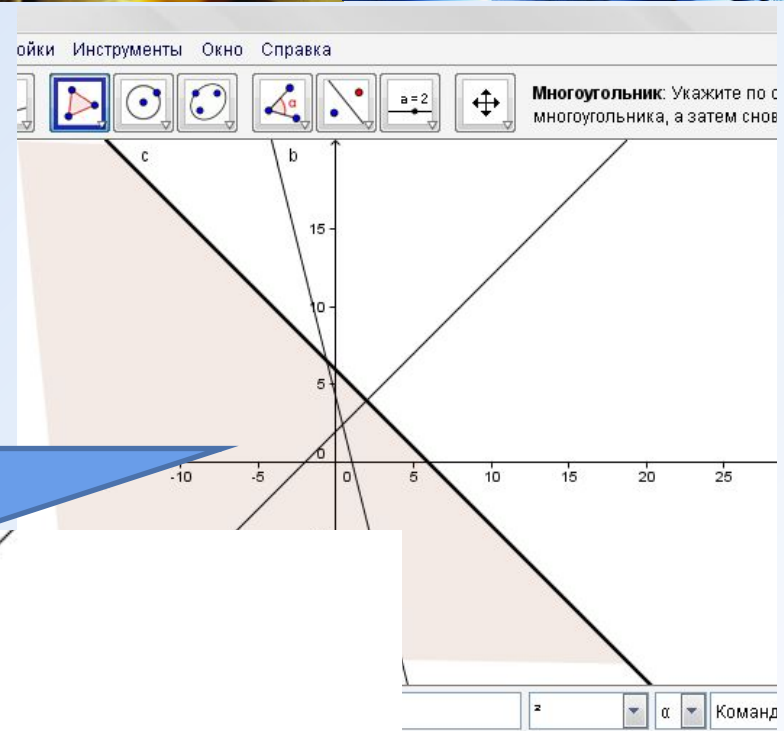 ойки Инструменты Окно Справка
α
a = 2
Многоугольник: Укажите по с
многоугольника, а затем снов
c
b
15
10
5
0
-10 -5 0 5 10 15 20 25
² α Команд